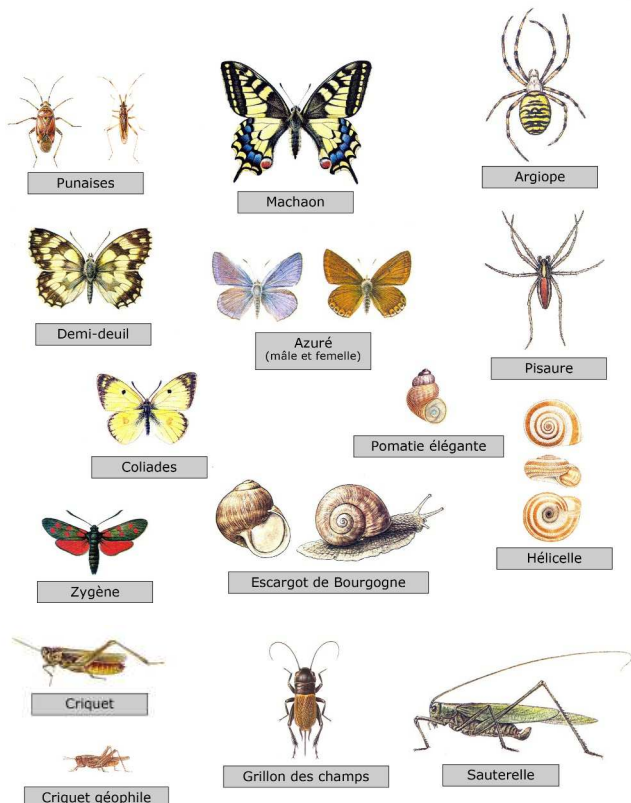 Punaises
Machaon
Argiope
Demi-deuil
Azuré
(mâle et femelle)
Pisaure
Coliades
Pomatie élégante
Hélicelle
Zygène
Escargot de Bourgogne
Criquet
Grillon des champs
Sauterelle
Criquet géophile